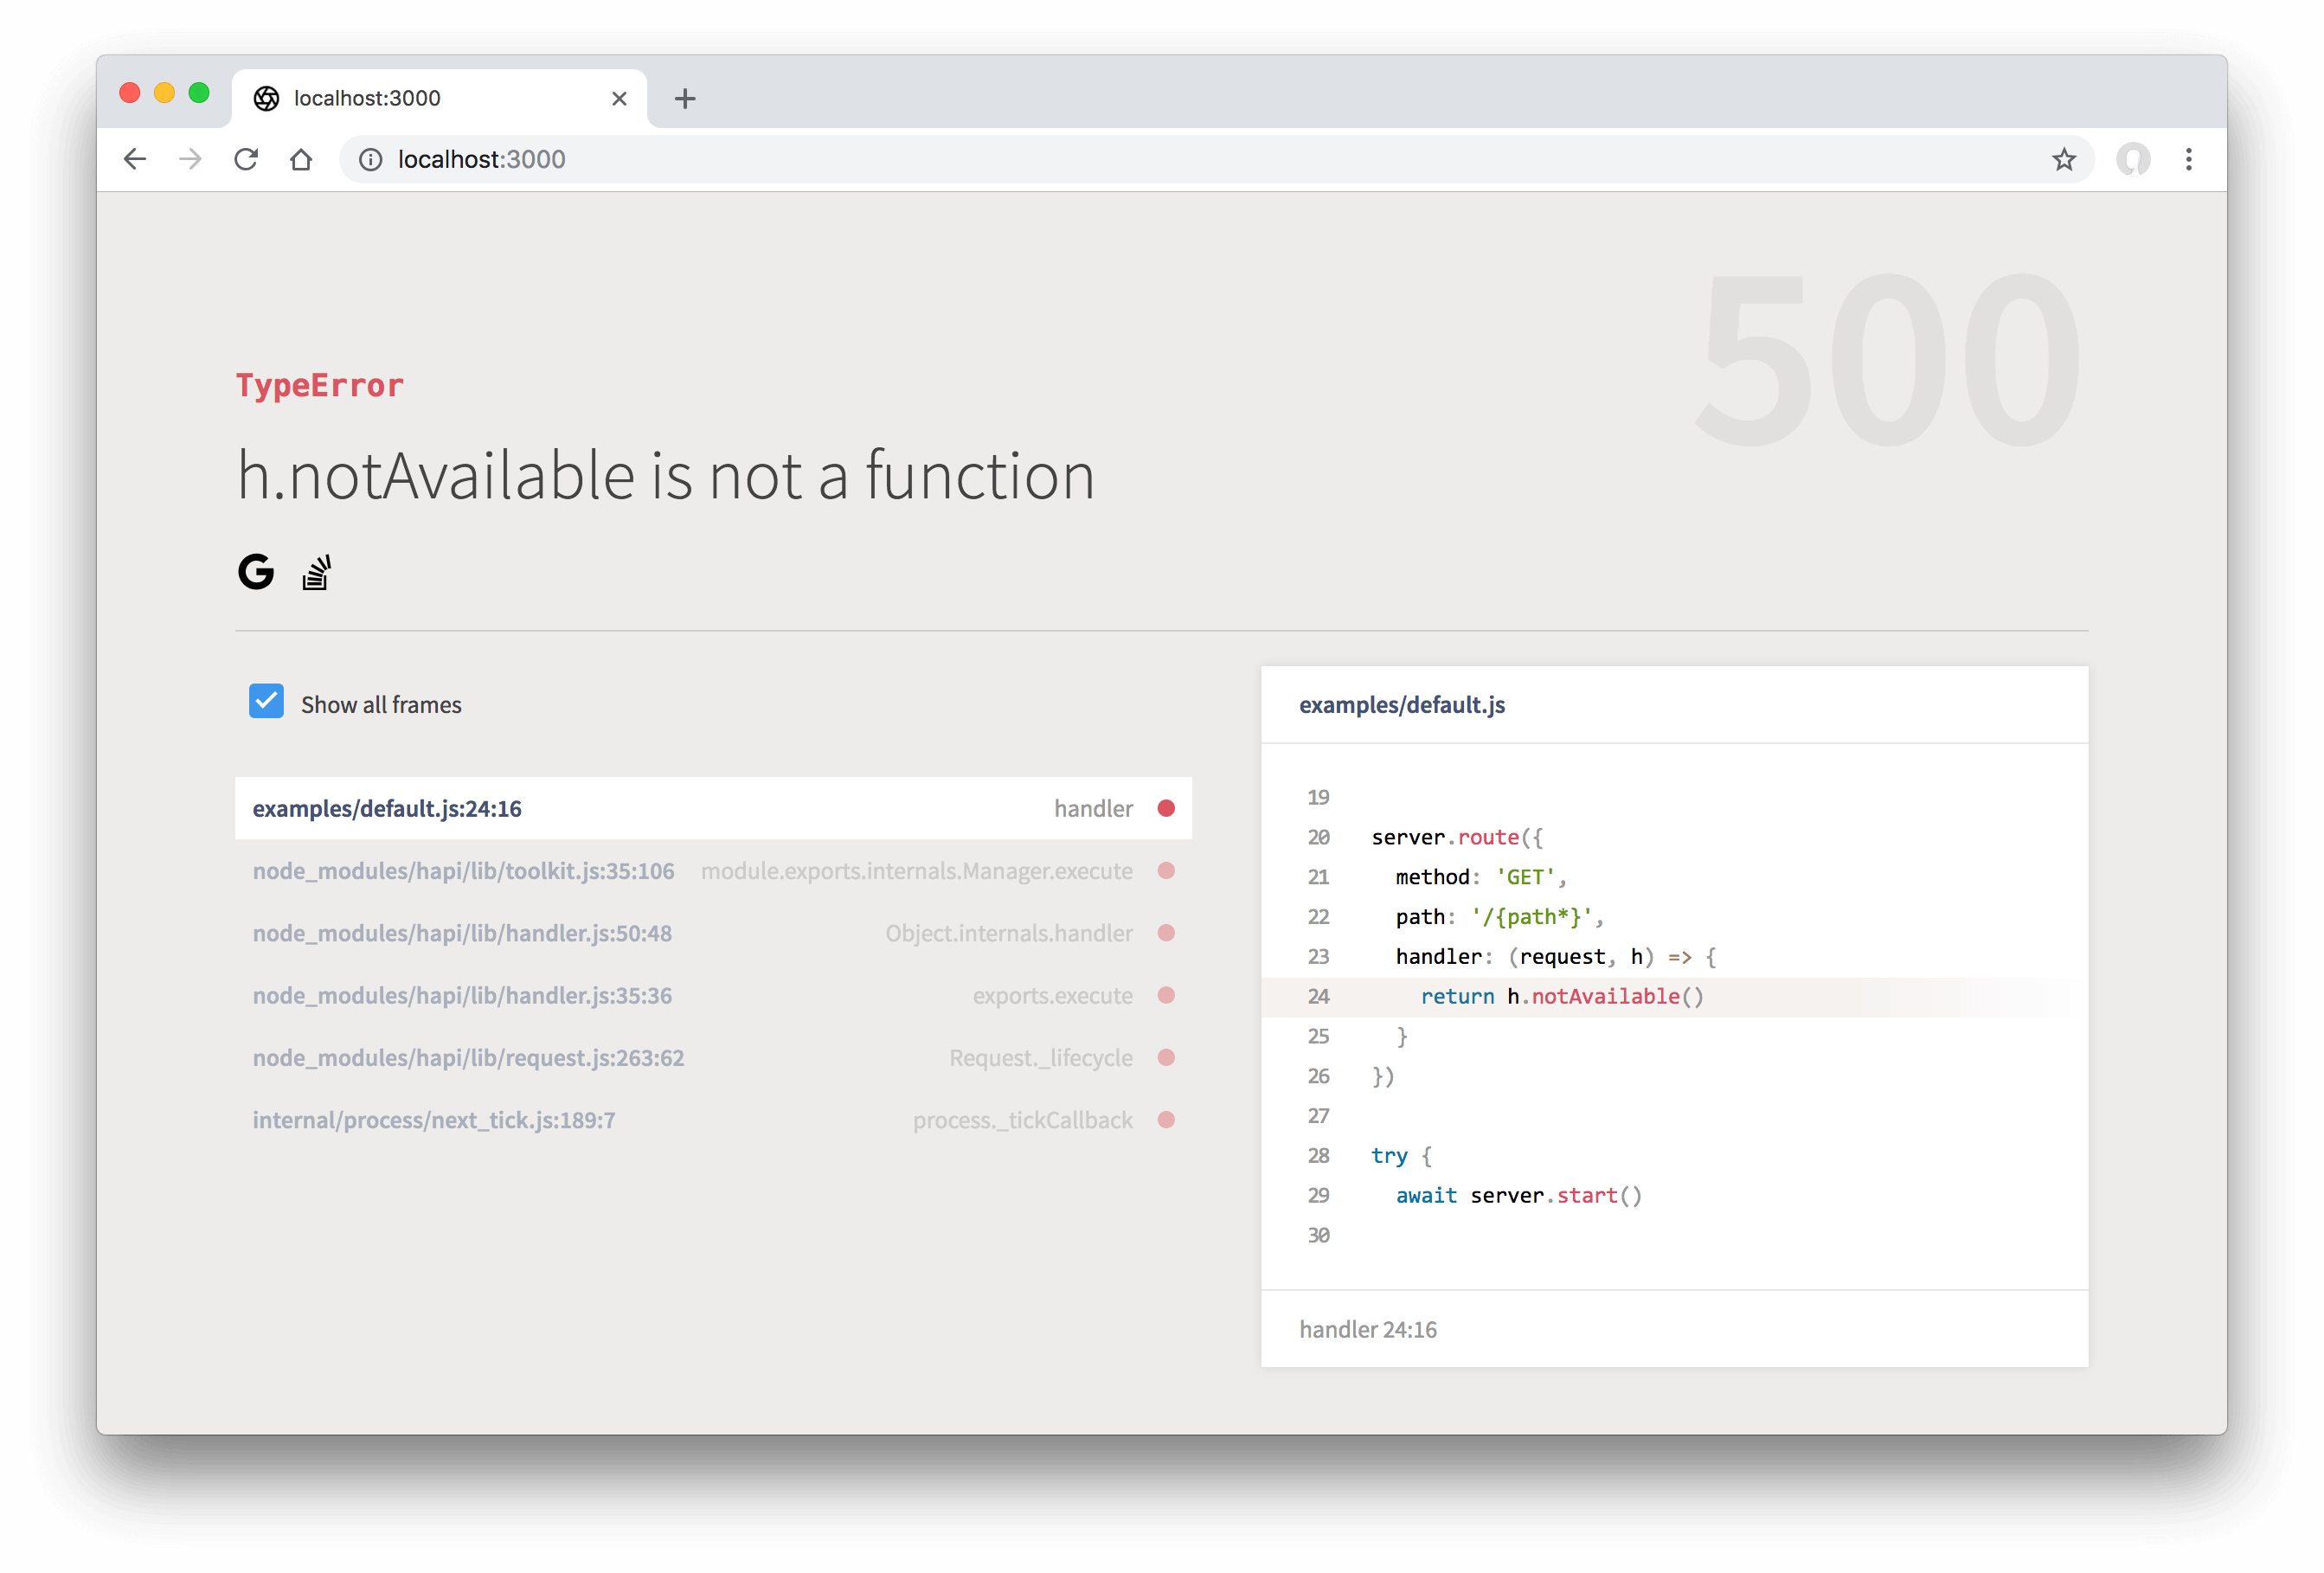 localhost:3000
localhost:3000
500
TypeError
h.notAvailable is not a function
Show all frames
examples/default.js:24:16 handler
node_modules/hapi/lib/toolkit.js:35:106 module.exports.internals.Manager.execute
node_modules/hapi/lib/handler.js:50:48 Object.internals.handler
node_modules/hapi/lib/handler.js:35:36 exports.execute
node_modules/hapi/lib/request.js:263:62 Request._lifecycle
internal/process/next_tick.js:189:7 process._tickCallback
examples/default.js
19
20 server.route({
21 method: 'GET',
22 path: '/{path*}',
23 handler: (request, h) => {
24 return h.notAvailable()
25 }
26 })
27
28 try {
29 await server.start()
30
handler 24:16